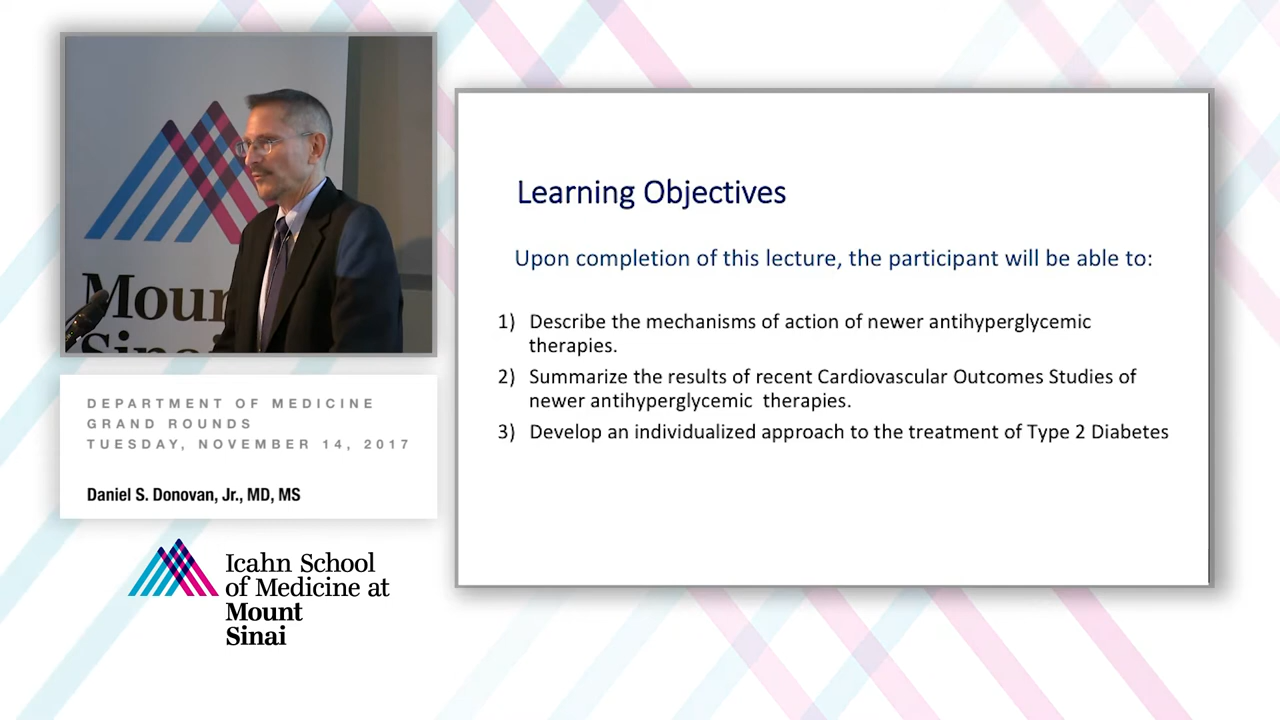 Mount
Sinai
DEPARTMENT OF MEDICINE
GRAND ROUNDS
TUESDAY, NOVEMBER 14, 2017
Daniel S. Donovan, Jr., MD, MS
Icahn School
of Medicine at
Mount
Sinai
Learning Objectives
Upon completion of this lecture, the participant will be able to:
1) Describe the mechanisms of action of newer antihyperglycemic
therapies.
2) Summarize the results of recent Cardiovascular Outcomes Studies of
newer antihyperglycemic therapies.
3) Develop an individualized approach to the treatment of Type 2 Diabetes